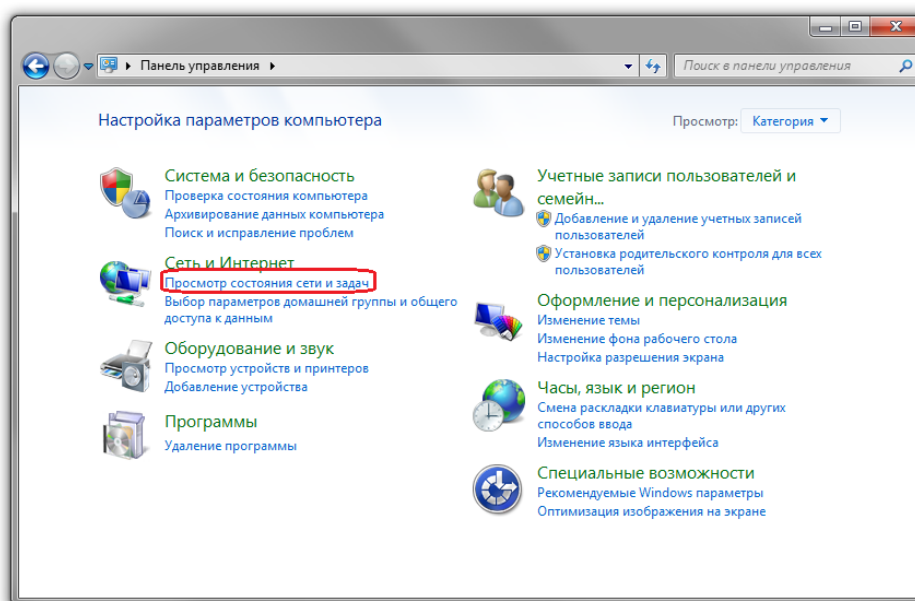 Панель управления
Поиск в панели управления
Настройка параметров компьютера
Просмотр: Категория
Система и безопасность
Проверка состояния компьютера
Архивирование данных компьютера
Поиск и исправление проблем
Сеть и Интернет
Просмотр состояния сети и задач
Выбор параметров домашней группы и общего
доступа к данным
Оборудование и звук
Просмотр устройств и принтеров
Добавление устройства
Программы
Удаление программы
Учетные записи пользователей и
семейн...
Добавление и удаление учетных записей
пользователей
Установка родительского контроля для всех
пользователей
Оформление и персонализация
Изменение темы
Изменение фона рабочего стола
Настройка разрешения экрана
Часы, язык и регион
Смена раскладки клавиатуры или других
способов ввода
Изменение языка интерфейса
Специальные возможности
Рекомендуемые Windows параметры
Оптимизация изображения на экране